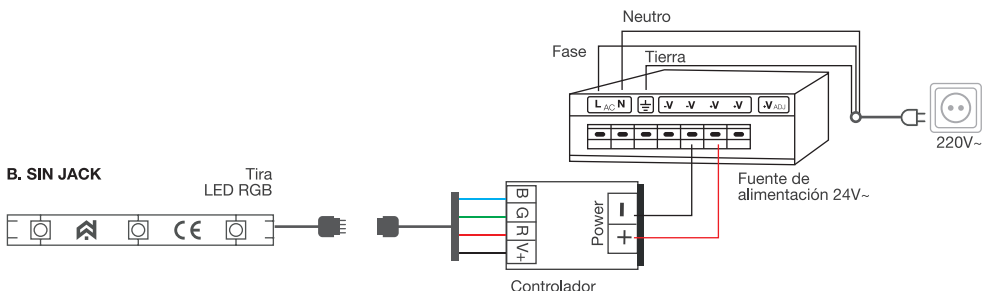 Neutro
Fase
Tierra
L AC N ⏚ -V -V -V -V -V ADJ
220V~
B. SIN JACK
Tira
LED RGB
Fuente de
alimentación 24V~
B
G
R
V+
Power
-
+
CE
Controlador